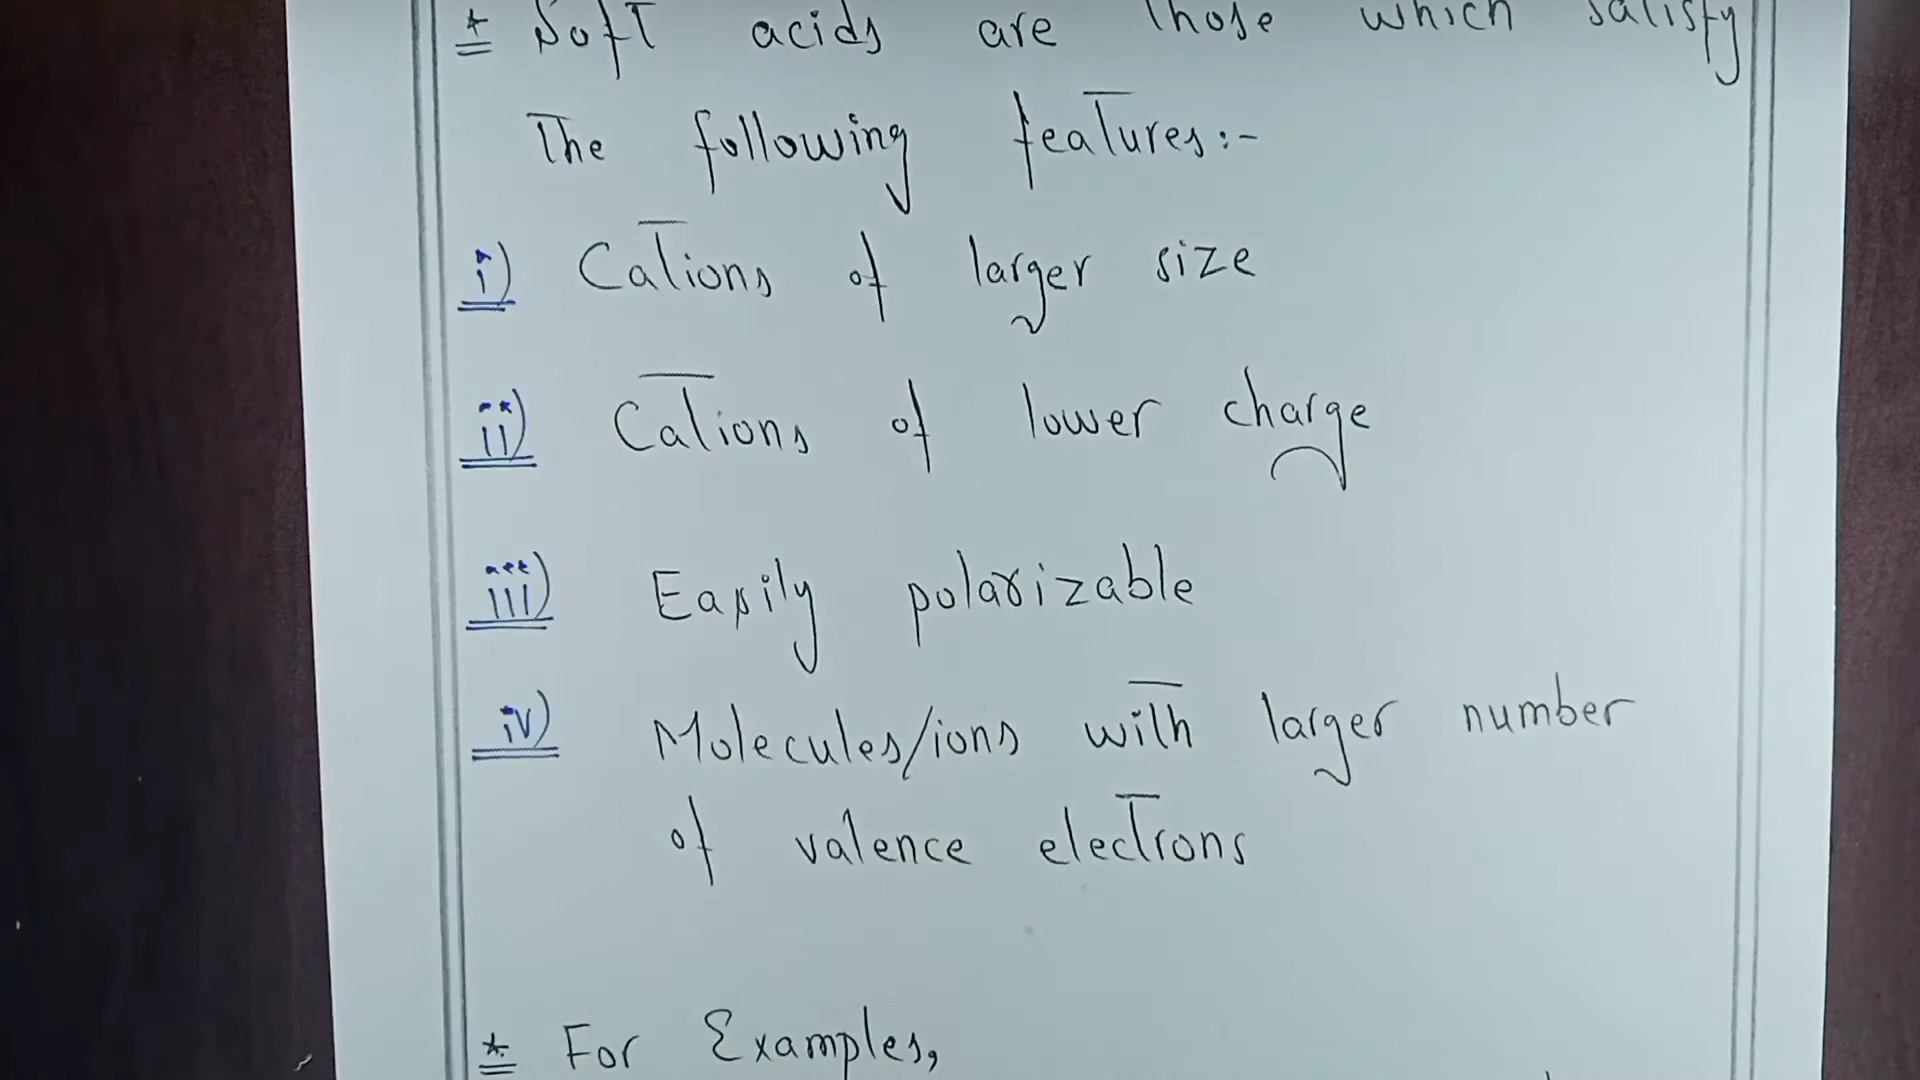 * Soft acids are those which satisfy
The following features:-
i) Cations of larger size
ii) Cations of lower charge
iii) Easily polarizable
iv) Molecules/ions with larger number
of valence electrons
* For Examples,